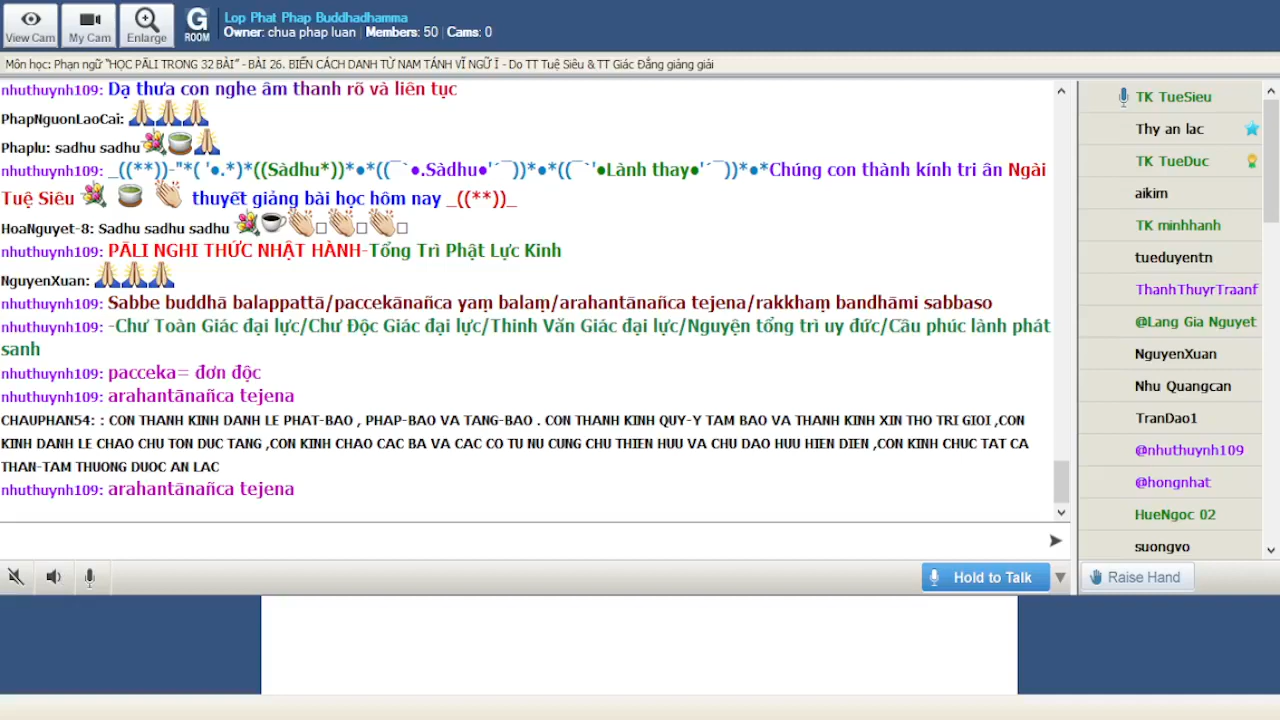 View Cam
My Cam
Enlarge
G
ROOM
Lop Phat Phap Buddhadhamma
Owner: chua phap luan | Members: 50 | Cams: 0
Môn học: Phạn ngữ "HỌC PĀLI TRONG 32 BÀI" - BÀI 26. BIẾN CÁCH DANH TỪ NAM TÁNH VĨ NGỮ Ī - Do TT Tuệ Siêu & TT Giác Đẳng giảng giải
nhuthuynh109: Dạ thưa con nghe âm thanh rõ và liên tục
PhapNguonLaoCai: 🙏🙏🙏
Phaplu: sadhu sadhu💐🍵🙏
nhuthuynh109: _((**))-"*( '●.*)*((Sàdhu*))*●*((¯`●.Sàdhu●'´¯))*●*((¯`'●Lành thay●'´¯))*●*Chúng con thành kính tri ân Ngài
Tuệ Siêu 💐 🍵 👏 thuyết giảng bài học hôm nay _((**))_
HoaNguyet-8: Sadhu sadhu sadhu 💐☕👏🏻👏🏻👏🏻
nhuthuynh109: PĀLI NGHI THỨC NHẬT HÀNH-Tổng Trì Phật Lực Kinh
NguyenXuan: 🙏🙏🙏
nhuthuynh109: Sabbe buddhā balappattā/paccekānañca yaṃ balaṃ/arahantānañca tejena/rakkhaṃ bandhāmi sabbaso
nhuthuynh109: -Chư Toàn Giác đại lực/Chư Độc Giác đại lực/Thinh Văn Giác đại lực/Nguyện tổng trì uy đức/Cầu phúc lành phát
sanh
nhuthuynh109: pacceka= đơn độc
nhuthuynh109: arahantānañca tejena
CHAUPHAN54: : CON THANH KINH DANH LE PHAT-BAO , PHAP-BAO VA TANG-BAO . CON THANH KINH QUY-Y TAM BAO VA THANH KINH XIN THO TRI GIOI ,CON
KINH DANH LE CHAO CHU TON DUC TANG ,CON KINH CHAO CAC BA VA CAC CO TU NU CUNG CHU THIEN HUU VA CHU DAO HUU HIEN DIEN ,CON KINH CHUC TAT CA
THAN-TAM THUONG DUOC AN LAC
nhuthuynh109: arahantānañca tejena
Hold to Talk
TK TueSieu
Thy an lac
TK TueDuc
aikim
TK minhhanh
tueduyentn
ThanhThuyrTraanf
@Lang Gia Nguyet
NguyenXuan
Nhu Quangcan
TranDao1
@nhuthuynh109
@hongnhat
HueNgoc 02
suongvo
Raise Hand